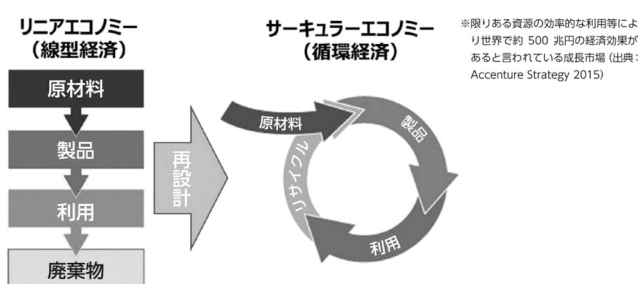 リニアエコノミー
（線型経済）
原材料
製品
利用
廃棄物
再設計
サーキュラーエコノミー
（循環経済）
原材料
製品
利用
リサイクル
※限りある資源の効率的な利用等によ
り世界で約 500 兆円の経済効果が
あると言われている成長市場（出典：
Accenture Strategy 2015）